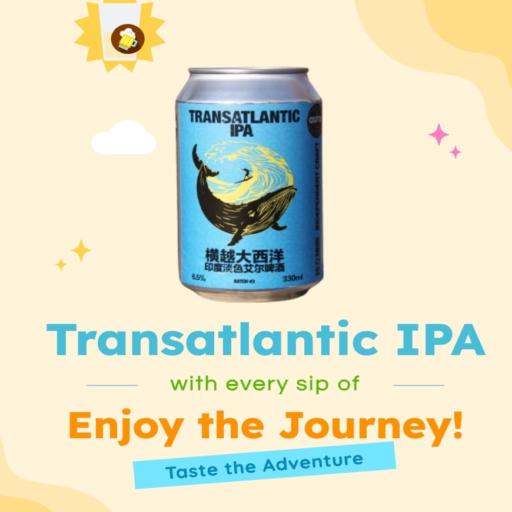 TRANSATLANTIC
IPA
横越大西洋
印度淡色艾尔啤酒
6.5%
330ml
Transatlantic IPA
with every sip of
Enjoy the Journey!
Taste the Adventure